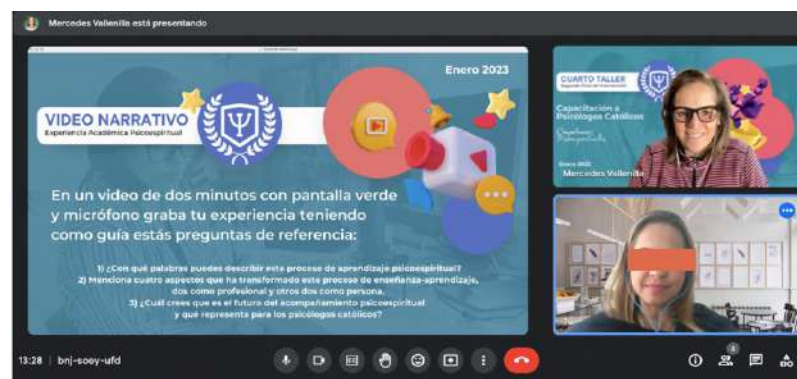 Mercedes Vallenilla está presentando
Enero 2023
VIDEO NARRATIVO
Experiencia Académica Psicoespiritual
En un video de dos minutos con pantalla verde
y micrófono graba tu experiencia teniendo
como guía estás preguntas de referencia:
1) ¿Con qué palabras puedes describir este proceso de aprendizaje psicoespiritual?
2) Menciona cuatro aspectos que ha transformado este proceso de enseñanza-aprendizaje,
dos como profesional y otros dos como persona.
3) ¿Cuál crees que es el futuro del acompañamiento psicoespiritual
y qué representa para los psicólogos católicos?
CUARTO TALLER
Capacitación a
Psicólogos Católicos
Enero 2023
Mercedes Vallenilla
13:28 | bnj-soey-ufd
4